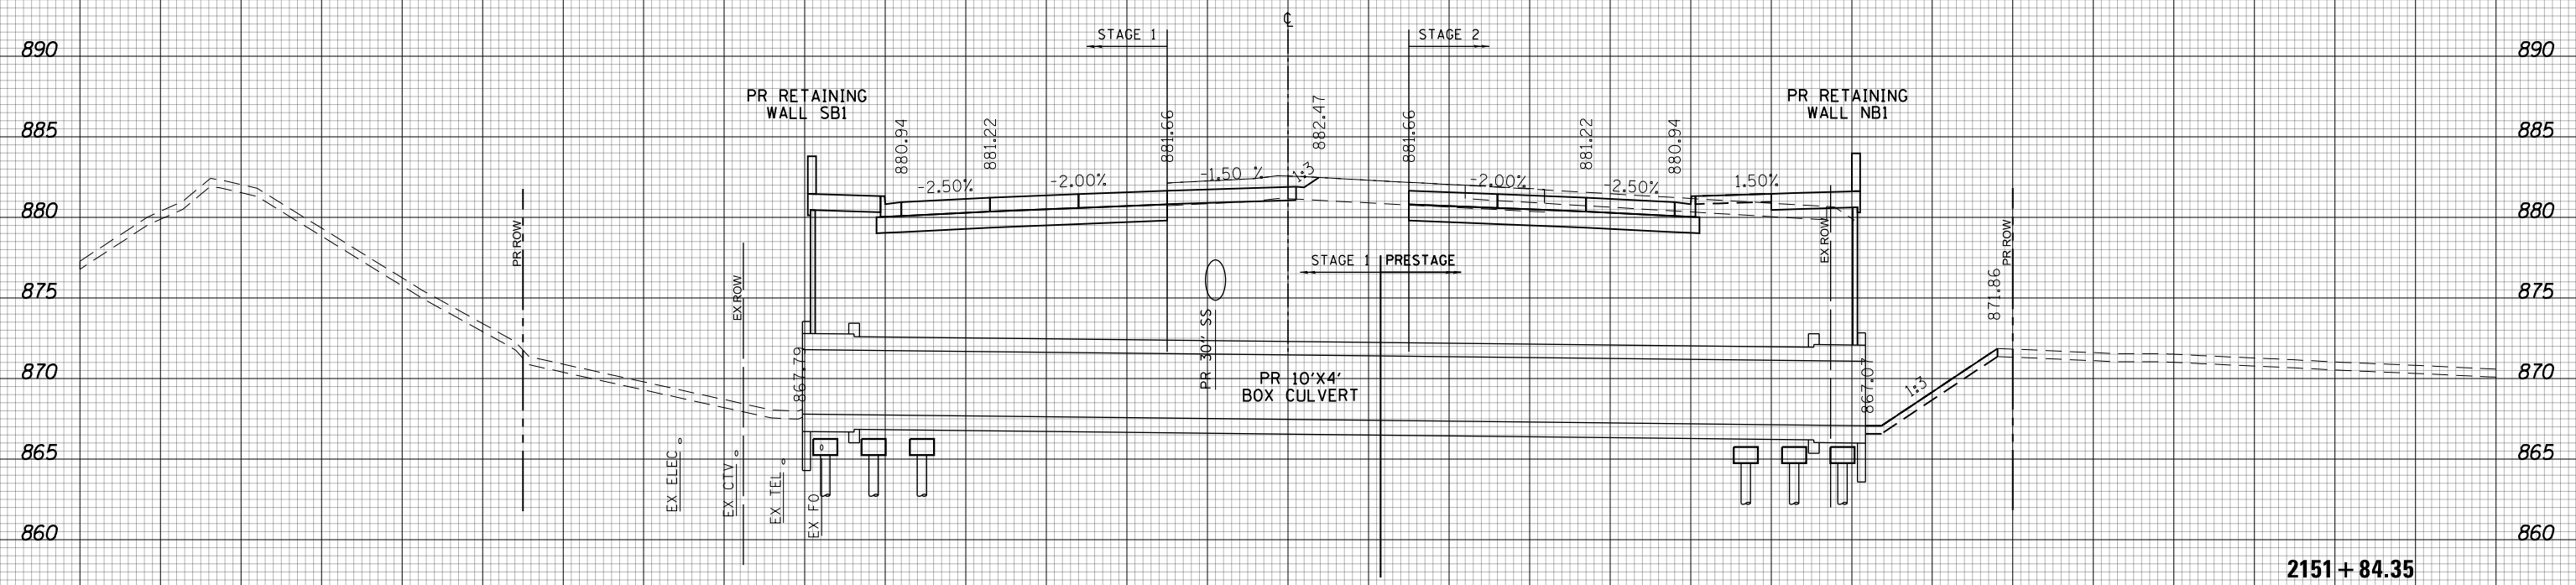 ℄
STAGE 1
STAGE 2
890
890
PR RETAINING
WALL SB1
PR RETAINING
WALL NB1
885
885
880.94
881.22
881.66
882.47
881.66
881.22
880.94
-2.50%
-2.00%
-1.50 %
1:3
-2.00%
-2.50%
1.50%
880
880
PR ROW
EX ROW
EX ROW
PR ROW
STAGE 1
PRESTAGE
875
875
871.86
PR 30" SS
867.79
867.07
870
870
PR 10'X4'
BOX CULVERT
1:3
865
865
EX ELEC
EX CTV
EX TEL
EX FO
860
860
2151+84.35